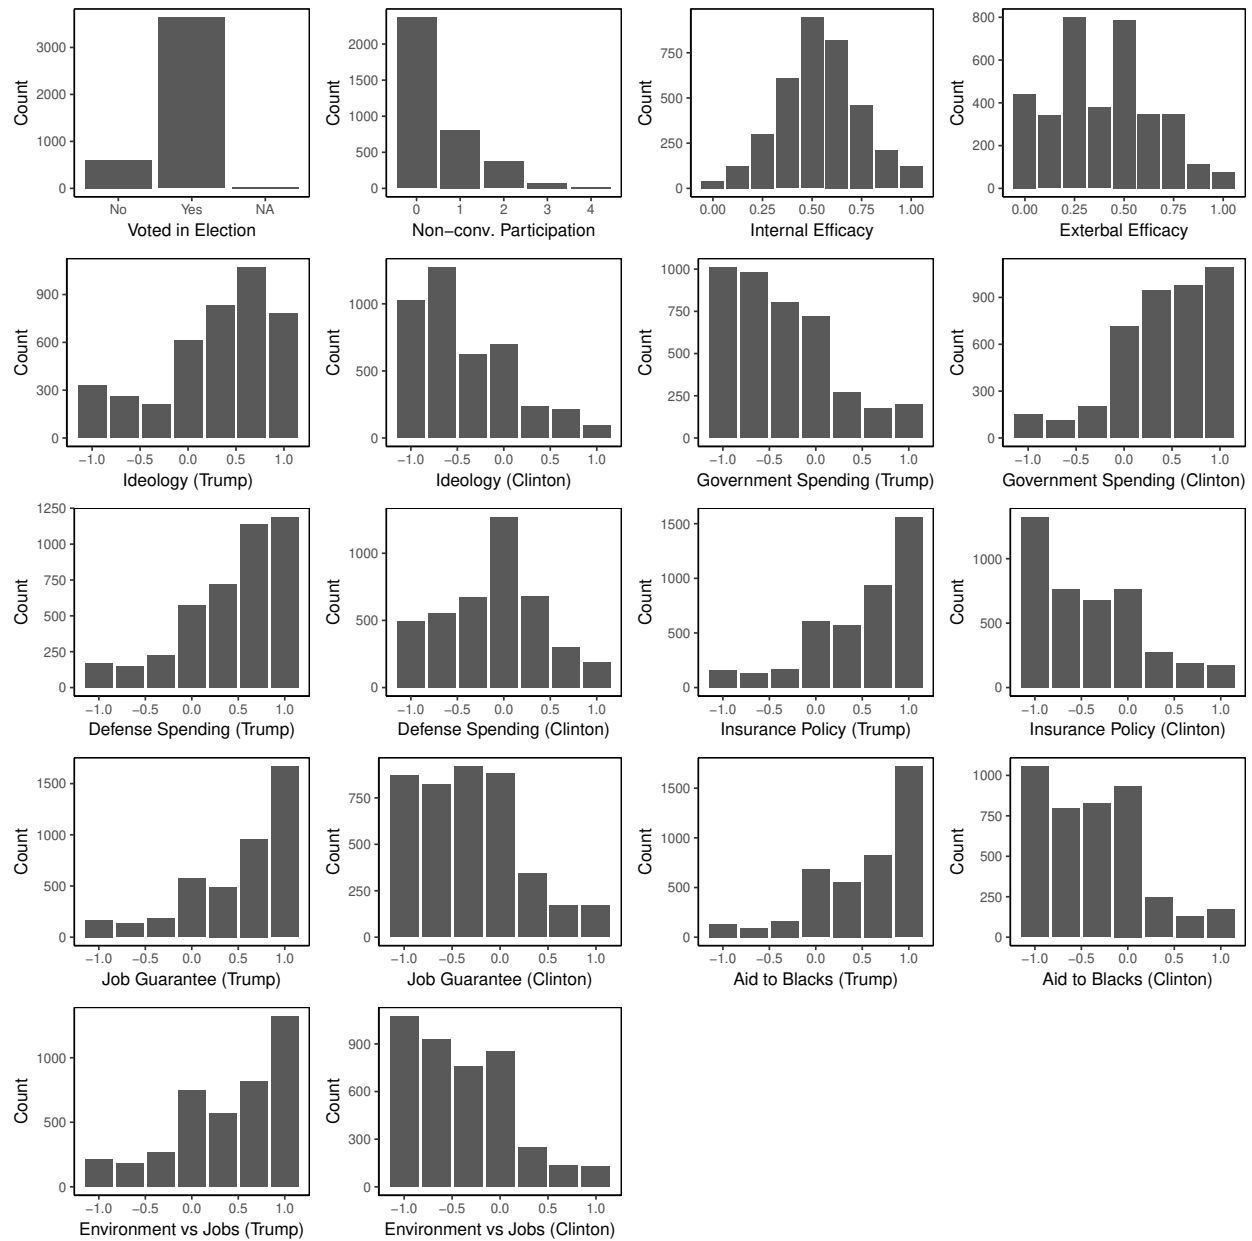 Count
3000
2000
1000
0
No Yes NA
Voted in Election
Count
2000
1500
1000
500
0
0 1 2 3 4
Non−conv. Participation
Count
750
500
250
0
0.00 0.25 0.50 0.75 1.00
Internal Efficacy
Count
800
600
400
200
0
0.00 0.25 0.50 0.75 1.00
Exterbal Efficacy
Count
900
600
300
0
−1.0 −0.5 0.0 0.5 1.0
Ideology (Trump)
Count
1000
500
0
−1.0 −0.5 0.0 0.5 1.0
Ideology (Clinton)
Count
1000
750
500
250
0
−1.0 −0.5 0.0 0.5 1.0
Government Spending (Trump)
Count
900
600
300
0
−1.0 −0.5 0.0 0.5 1.0
Government Spending (Clinton)
Count
1250
1000
750
500
250
0
−1.0 −0.5 0.0 0.5 1.0
Defense Spending (Trump)
Count
1000
500
0
−1.0 −0.5 0.0 0.5 1.0
Defense Spending (Clinton)
Count
1500
1000
500
0
−1.0 −0.5 0.0 0.5 1.0
Insurance Policy (Trump)
Count
1000
500
0
−1.0 −0.5 0.0 0.5 1.0
Insurance Policy (Clinton)
Count
1500
1000
500
0
−1.0 −0.5 0.0 0.5 1.0
Job Guarantee (Trump)
Count
750
500
250
0
−1.0 −0.5 0.0 0.5 1.0
Job Guarantee (Clinton)
Count
1500
1000
500
0
−1.0 −0.5 0.0 0.5 1.0
Aid to Blacks (Trump)
Count
1000
750
500
250
0
−1.0 −0.5 0.0 0.5 1.0
Aid to Blacks (Clinton)
Count
1000
500
0
−1.0 −0.5 0.0 0.5 1.0
Environment vs Jobs (Trump)
Count
900
600
300
0
−1.0 −0.5 0.0 0.5 1.0
Environment vs Jobs (Clinton)